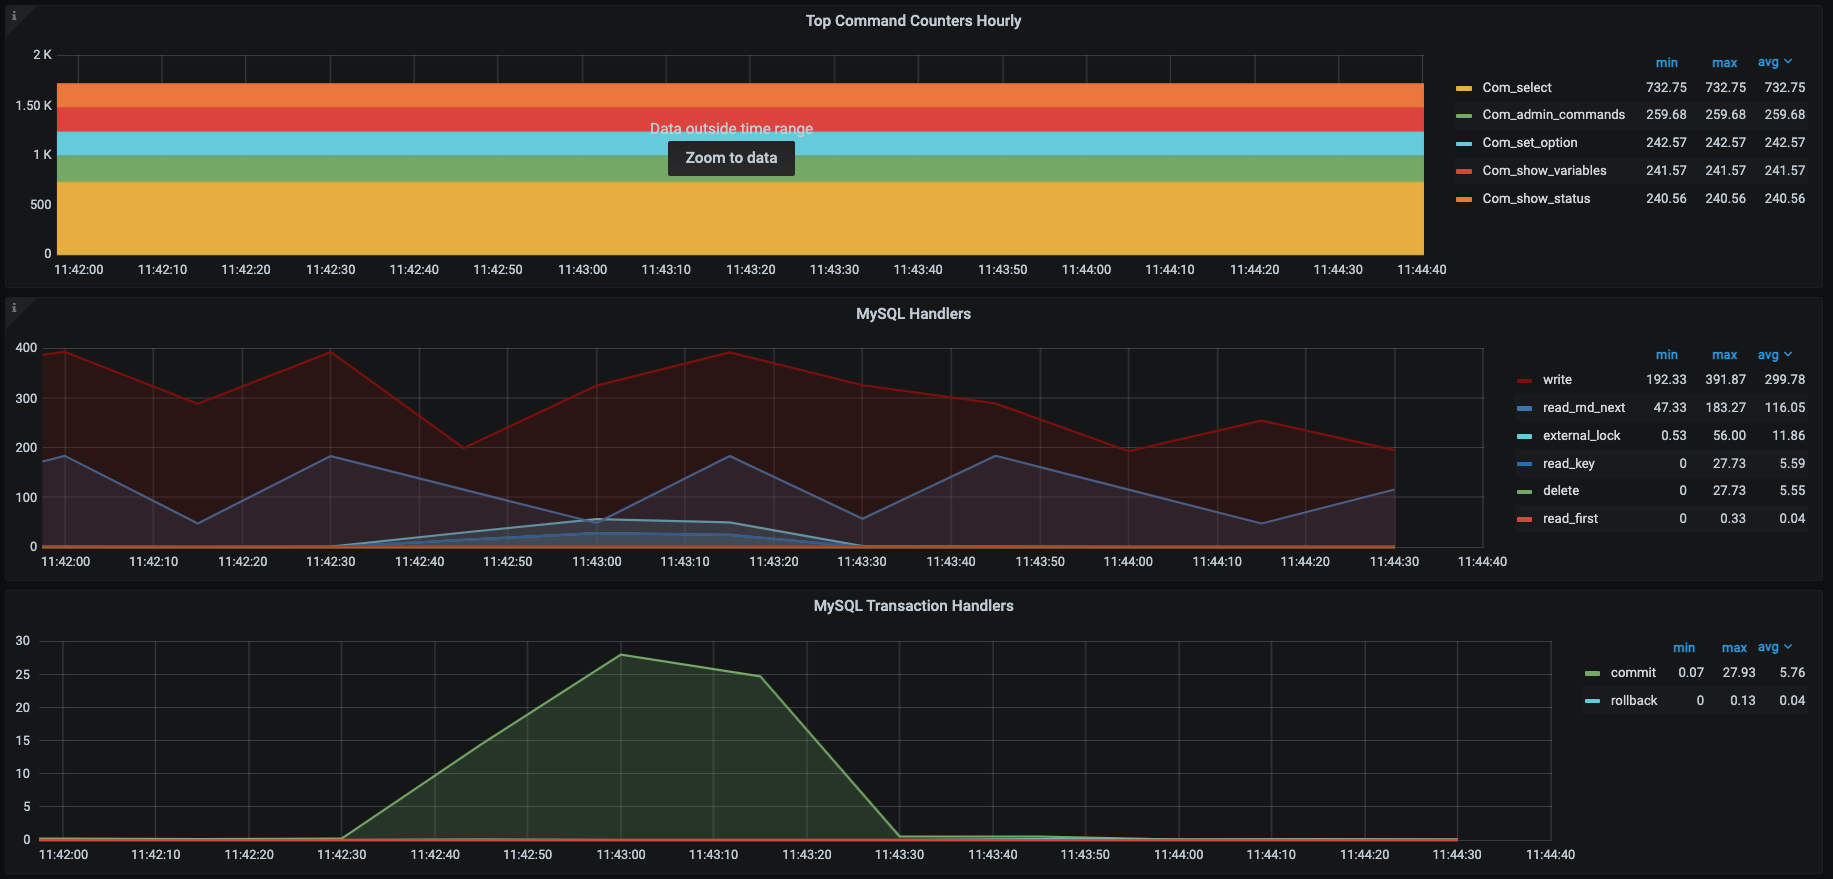 Top Command Counters Hourly
2 K
1.50 K
1 K
500
0
Data outside time range
Zoom to data
11:42:00 11:42:10 11:42:20 11:42:30 11:42:40 11:42:50 11:43:00 11:43:10 11:43:20 11:43:30 11:43:40 11:43:50 11:44:00 11:44:10 11:44:20 11:44:30 11:44:40
min max avg
Com_select 732.75 732.75 732.75
Com_admin_commands 259.68 259.68 259.68
Com_set_option 242.57 242.57 242.57
Com_show_variables 241.57 241.57 241.57
Com_show_status 240.56 240.56 240.56
MySQL Handlers
400
300
200
100
0
11:42:00 11:42:10 11:42:20 11:42:30 11:42:40 11:42:50 11:43:00 11:43:10 11:43:20 11:43:30 11:43:40 11:43:50 11:44:00 11:44:10 11:44:20 11:44:30 11:44:40
min max avg
write 192.33 391.87 299.78
read_rnd_next 47.33 183.27 116.05
external_lock 0.53 56.00 11.86
read_key 0 27.73 5.59
delete 0 27.73 5.55
read_first 0 0.33 0.04
MySQL Transaction Handlers
30
25
20
15
10
5
0
11:42:00 11:42:10 11:42:20 11:42:30 11:42:40 11:42:50 11:43:00 11:43:10 11:43:20 11:43:30 11:43:40 11:43:50 11:44:00 11:44:10 11:44:20 11:44:30 11:44:40
min max avg
commit 0.07 27.93 5.76
rollback 0 0.13 0.04